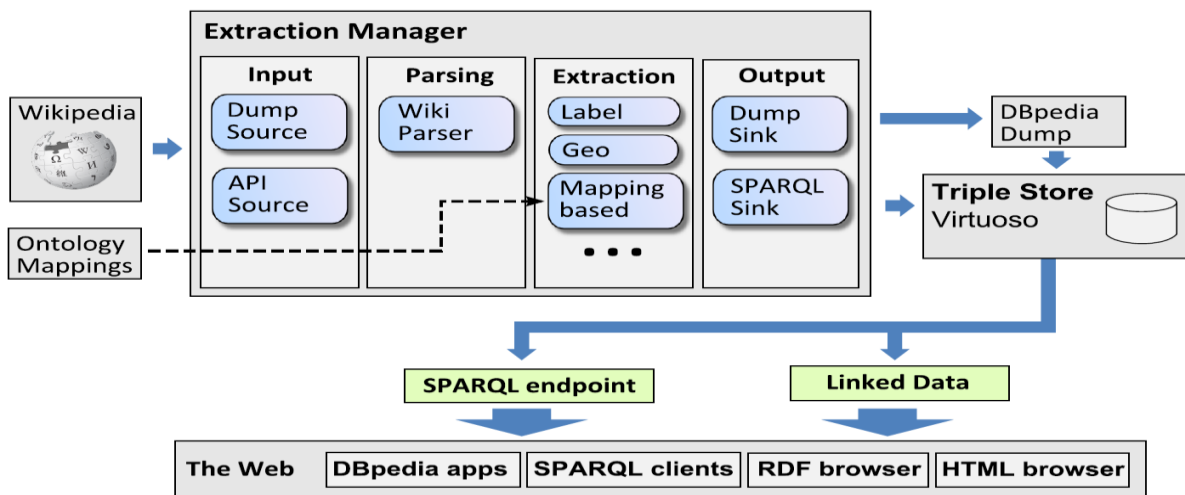 Extraction Manager
Input
Dump
Source
API
Source
Parsing
Wiki
Parser
Extraction
Label
Geo
Mapping
based
...
Output
Dump
Sink
SPARQL
Sink
Wikipedia
Ω
W
И
Ontology
Mappings
DBpedia
Dump
Triple Store
Virtuoso
SPARQL endpoint
Linked Data
The Web
DBpedia apps
SPARQL clients
RDF browser
HTML browser